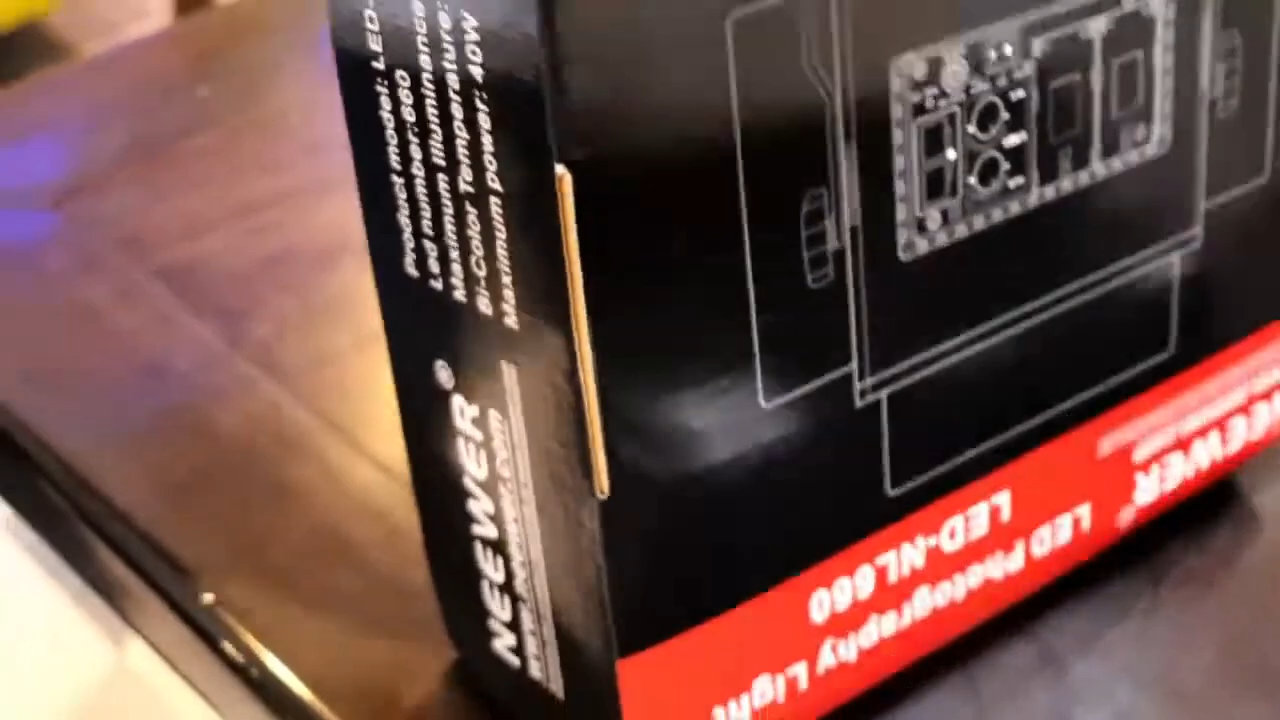 Product model: LED-
Led number:660
Maximum Illuminance
Maximum
Bi-Color Temperature:
Maximum power: 40W
NEEWER®
NEEWER®
LED Photography Light
LED-NL660